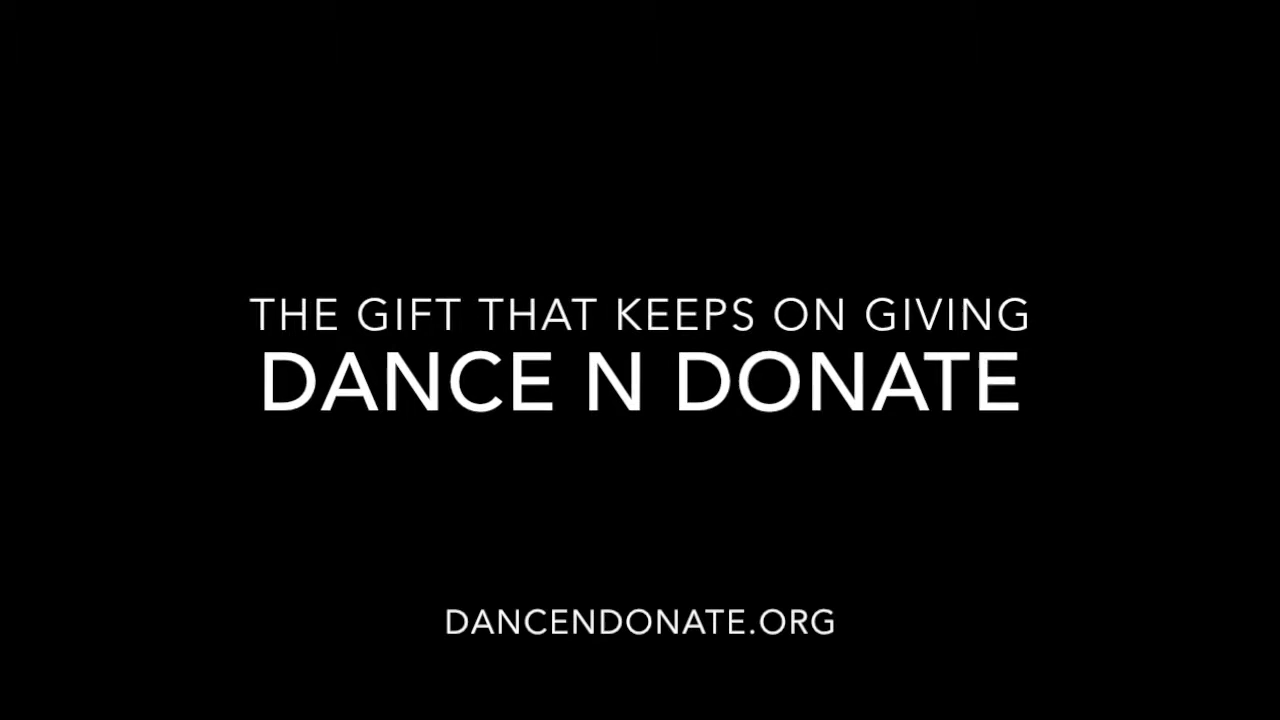 THE GIFT THAT KEEPS ON GIVING
DANCE N DONATE
DANCENDONATE.ORG